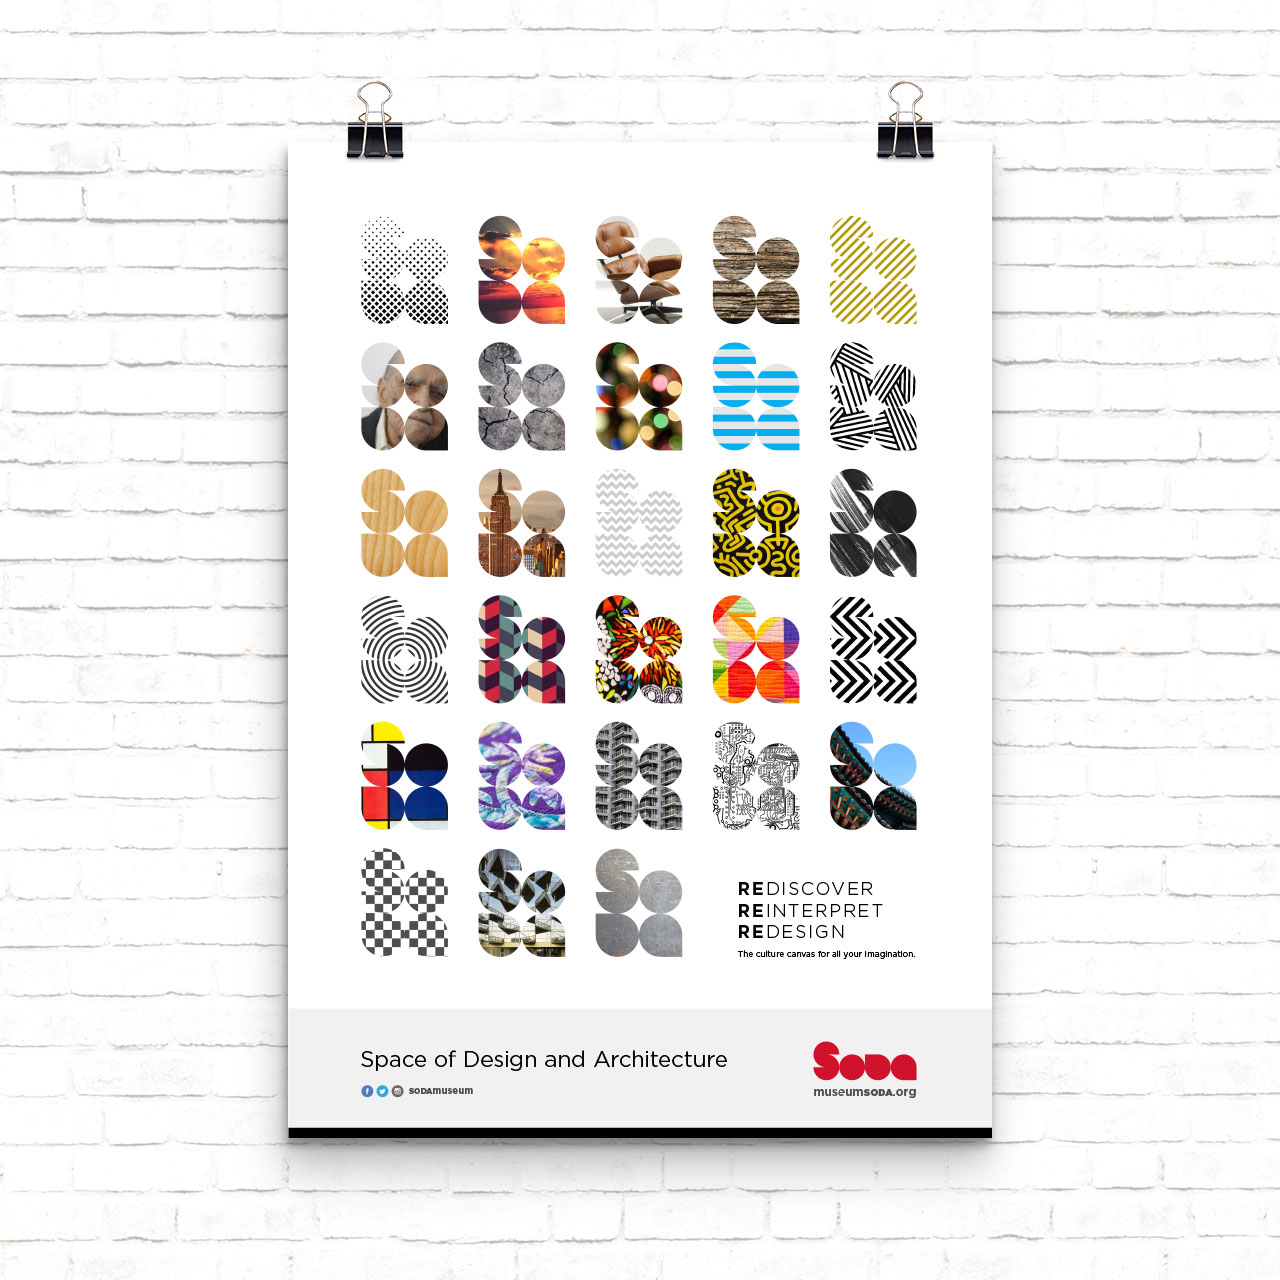 REDISCOVER
REINTERPRET
REDESIGN
The culture canvas for all your imagination.
Space of Design and Architecture
SODAmuseum
SODA
museumSODA.org